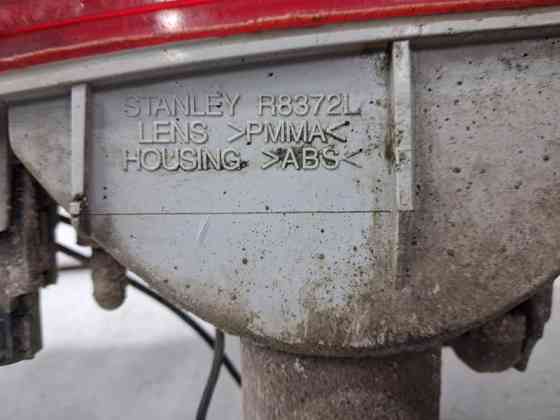 STANLEY R8372L
LENS >PMMA<
HOUSING >ABS<